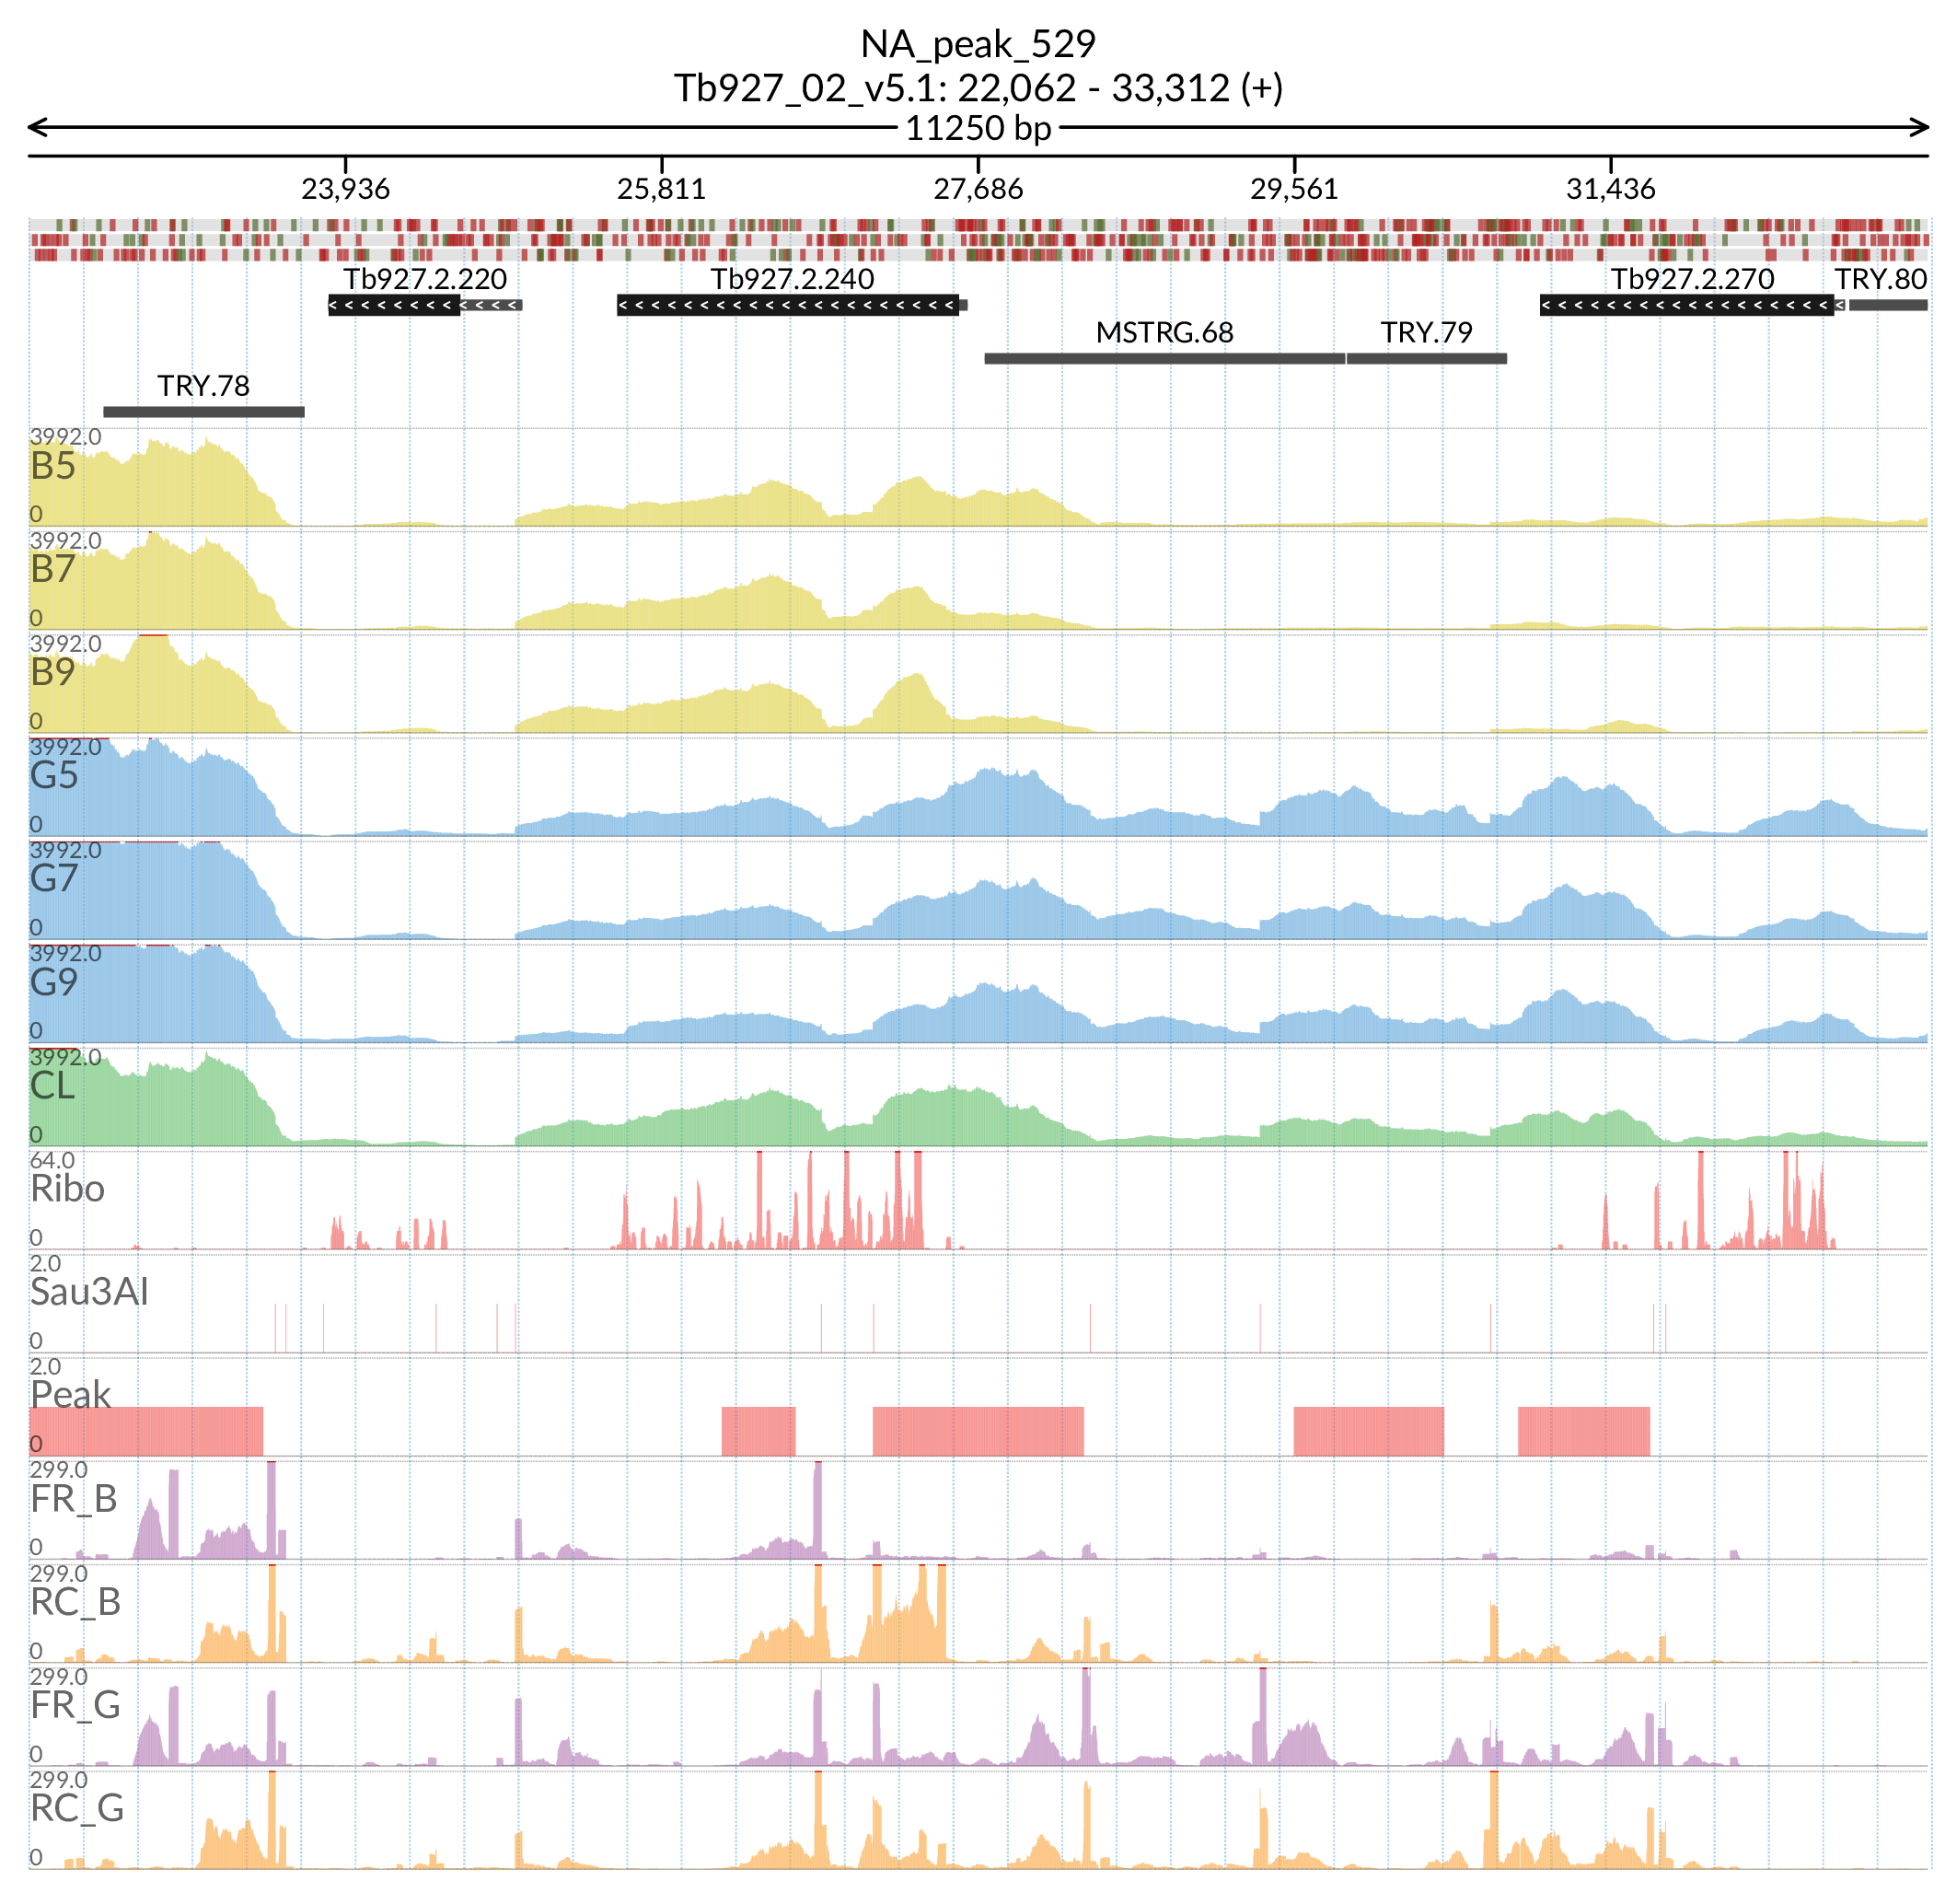 NA_peak_529
Tb927_02_v5.1: 22,062 - 33,312 (+)
11250 bp
23,936 25,811 27,686 29,561 31,436
Tb927.2.220 Tb927.2.240 Tb927.2.270 TRY.80
MSTRG.68 TRY.79
TRY.78
3992.0
B5
0
3992.0
B7
0
3992.0
B9
0
3992.0
G5
0
3992.0
G7
0
3992.0
G9
0
3992.0
CL
0
64.0
Ribo
0
2.0
Sau3AI
0
2.0
Peak
0
299.0
FR_B
0
299.0
RC_B
0
299.0
FR_G
0
299.0
RC_G
0